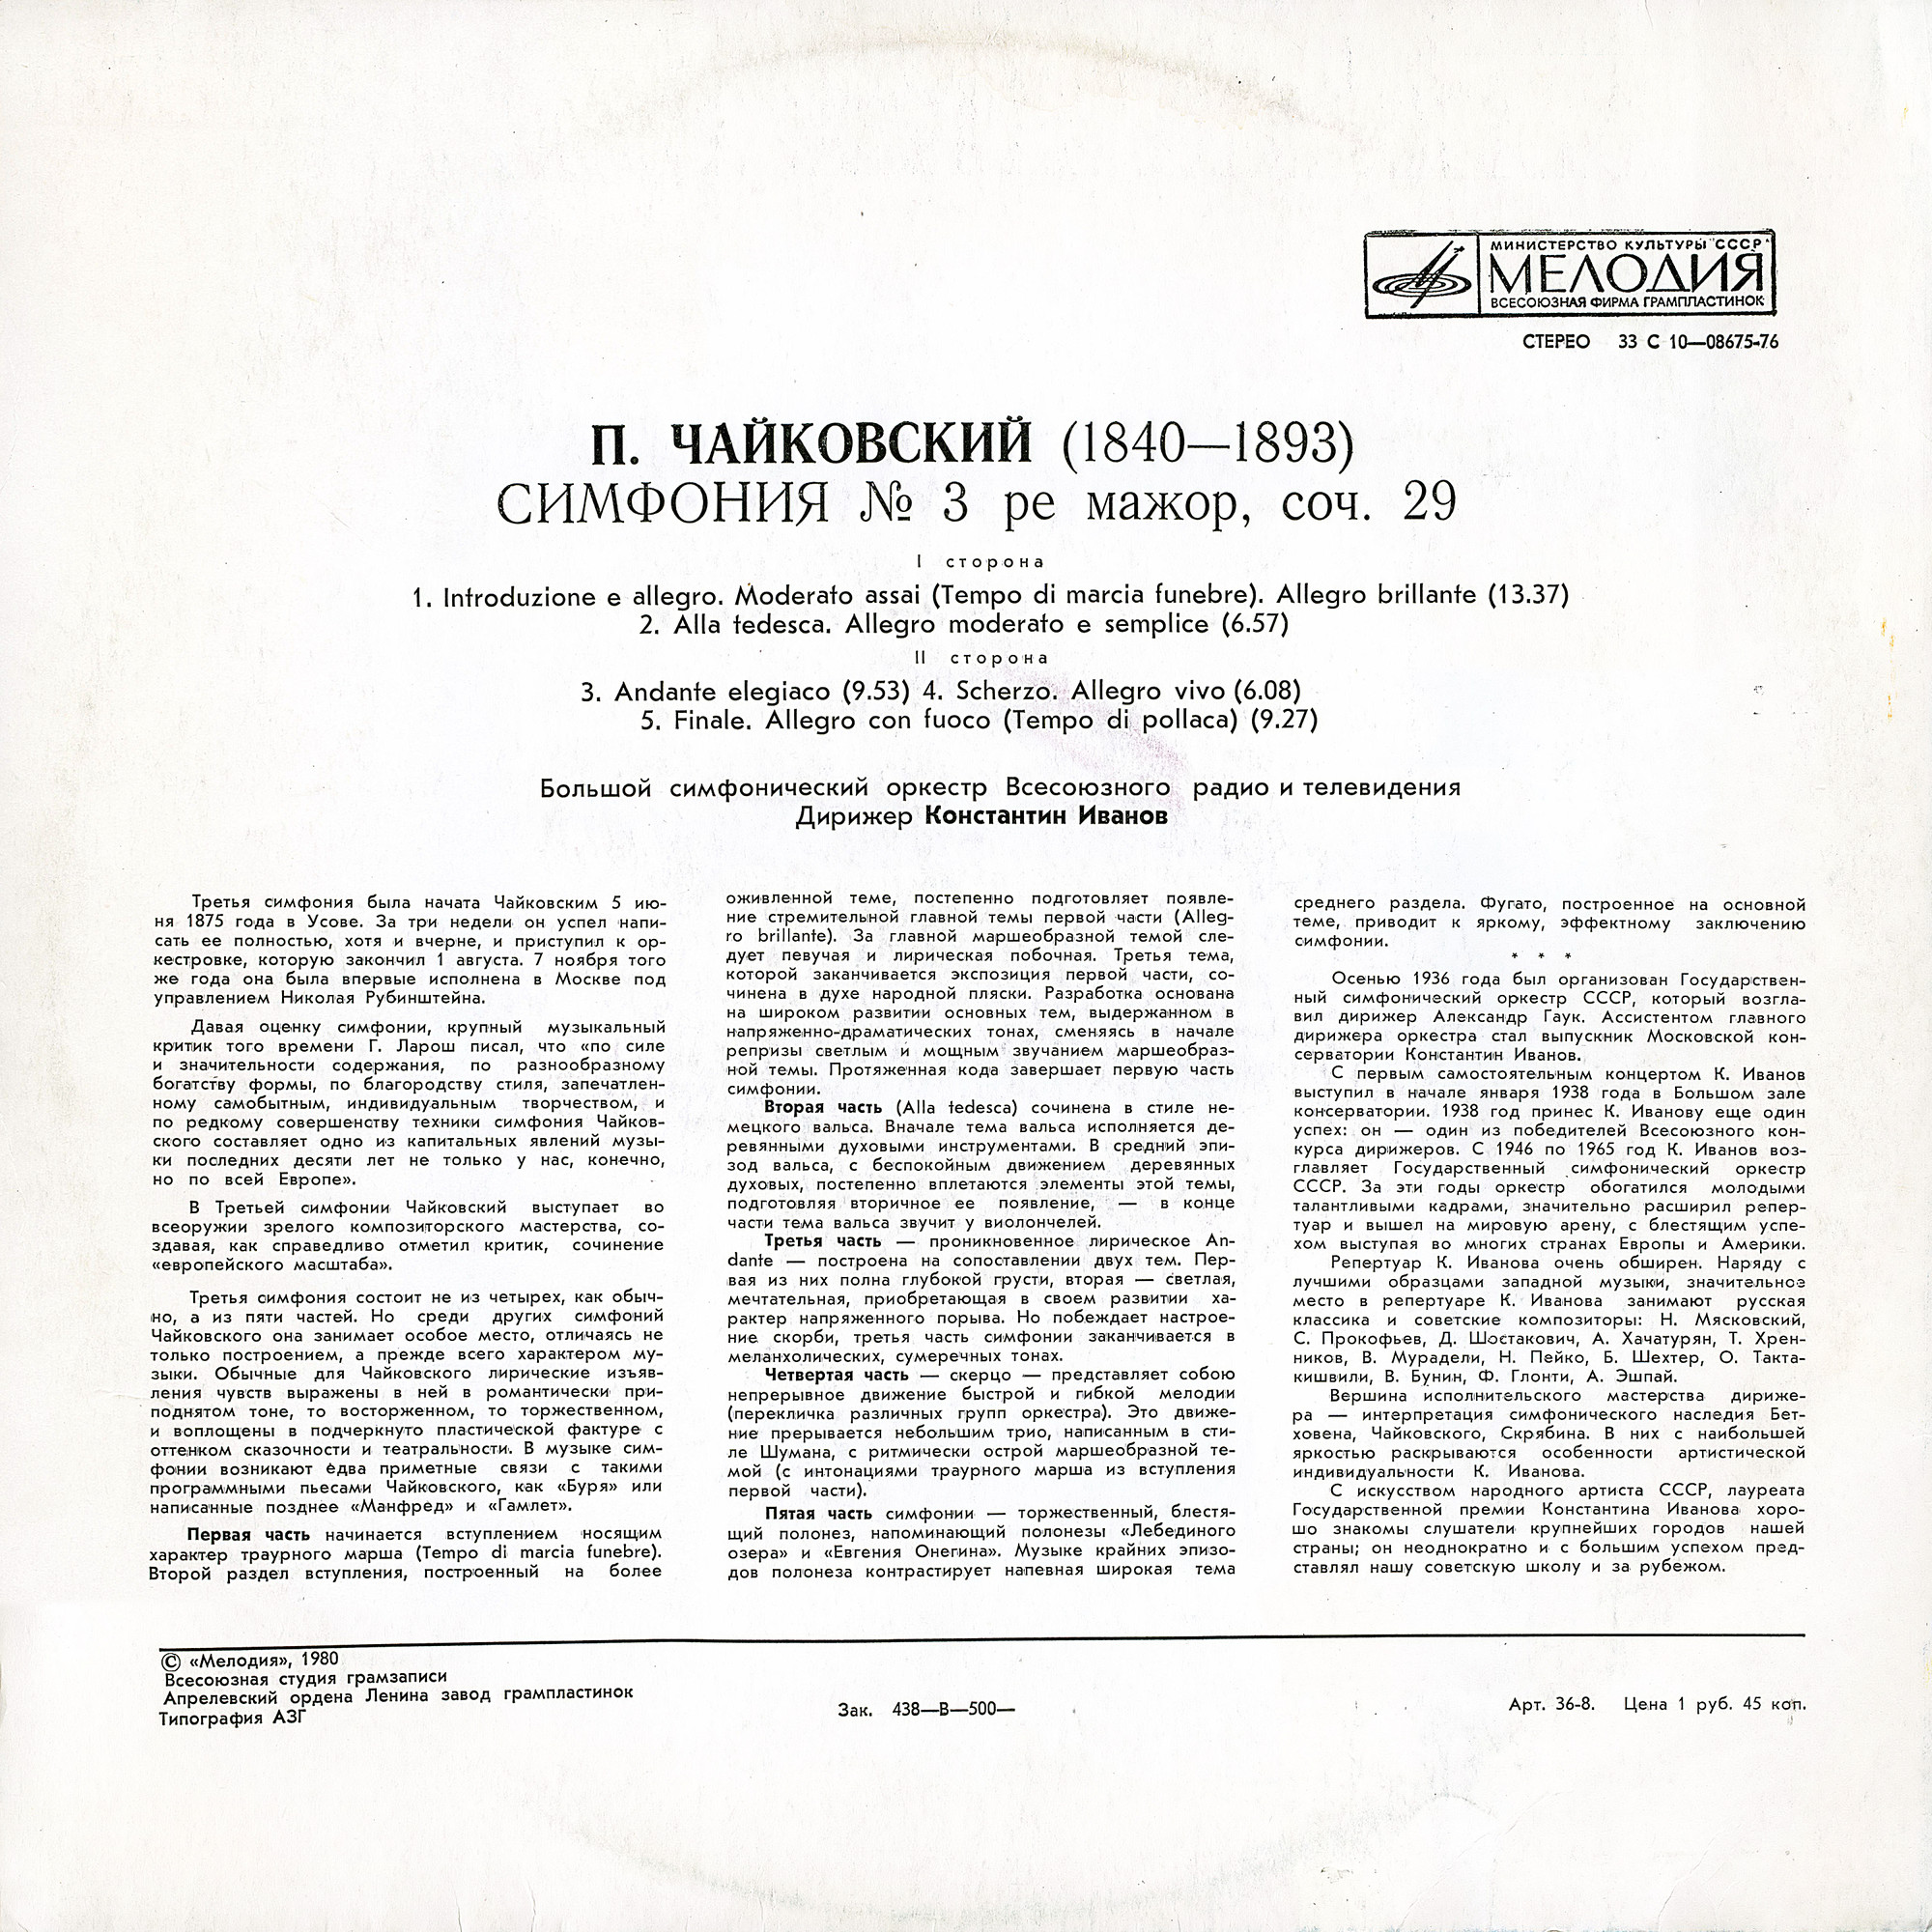 МИНИСТЕРСТВО КУЛЬТУРЫ СССР
МЕЛОДИЯ
ВСЕСОЮЗНАЯ ФИРМА ГРАМПЛАСТИНОК
СТЕРЕО 33 С 10—08675-76
П. ЧАЙКОВСКИЙ (1840—1893)
СИМФОНИЯ № 3 ре мажор, соч. 29
I сторона
1. Introduzione e allegro. Moderato assai (Tempo di marcia funebre). Allegro brillante (13.37)
2. Alla tedesca. Allegro moderato e semplice (6.57)
II сторона
3. Andante elegiaco (9.53) 4. Scherzo. Allegro vivo (6.08)
5. Finale. Allegro con fuoco (Tempo di pollaca) (9.27)
Большой симфонический оркестр Всесоюзного радио и телевидения
Дирижер Константин Иванов
Третья симфония была начата Чайковским 5 ию-
ня 1875 года в Усове. За три недели он успел напи-
сать ее полностью, хотя и вчерне, и приступил к ор-
кестровке, которую закончил 1 августа. 7 ноября того
же года она была впервые исполнена в Москве под
управлением Николая Рубинштейна.
Давая оценку симфонии, крупный музыкальный
критик того времени Г. Ларош писал, что «по силе
и значительности содержания, по разнообразному
богатству формы, по благородству стиля, запечатлен-
ному самобытным, индивидуальным творчеством, и
по редкому совершенству техники симфония Чайков-
ского составляет одно из капитальных явлений музы-
ки последних десяти лет не только у нас, конечно,
но по всей Европе».
В Третьей симфонии Чайковский выступает во
всеоружии зрелого композиторского мастерства, со-
здавая, как справедливо отметил критик, сочинение
«европейского масштаба».
Третья симфония состоит не из четырех, как обыч-
но, а из пяти частей. Но среди других симфоний
Чайковского она занимает особое место, отличаясь не
только построением, а прежде всего характером му-
зыки. Обычные для Чайковского лирические изъяв-
ления чувств выражены в ней в романтически при-
поднятом тоне, то восторженном, то торжественном,
и воплощены в подчеркнуто пластической фактуре с
оттенком сказочности и театральности. В музыке сим-
фонии возникают едва приметные связи с такими
программными пьесами Чайковского, как «Буря» или
написанные позднее «Манфред» и «Гамлет».
Первая часть начинается вступлением носящим
характер траурного марша (Tempo di marcia funebre).
Второй раздел вступления, построенный на более
оживленной теме, постепенно подготовляет появле-
ние стремительной главной темы первой части (Alleg-
ro brillante). За главной маршеобразной темой сле-
дует певучая и лирическая побочная. Третья тема,
которой заканчивается экспозиция первой части, со-
чинена в духе народной пляски. Разработка основана
на широком развитии основных тем, выдержанном в
напряженно-драматических тонах, сменяясь в начале
репризы светлым и мощным звучанием маршеобраз-
ной темы. Протяженная кода завершает первую часть
симфонии.
Вторая часть (Alla tedesca) сочинена в стиле не-
мецкого вальса. Вначале тема вальса исполняется де-
ревянными духовыми инструментами. В средний эпи-
зод вальса, с беспокойным движением деревянных
духовых, постепенно вплетаются элементы этой темы,
подготовляя вторичное ее появление, — в конце
части тема вальса звучит у виолончелей.
Третья часть — проникновенное лирическое An-
dante — построена на сопоставлении двух тем. Пер-
вая из них полна глубокой грусти, вторая — светлая,
мечтательная, приобретающая в своем развитии ха-
рактер напряженного порыва. Но побеждает настрое-
ние скорби, третья часть симфонии заканчивается в
меланхолических, сумеречных тонах.
Четвертая часть — скерцо — представляет собою
непрерывное движение быстрой и гибкой мелодии
(перекличка различных групп оркестра). Это движе-
ние прерывается небольшим трио, написанным в сти-
ле Шумана, с ритмически острой маршеобразной те-
мой (с интонациями траурного марша из вступления
первой части).
Пятая часть симфонии — торжественный, блестя-
щий полонез, напоминающий полонезы «Лебединого
озера» и «Евгения Онегина». Музыке крайних эпизо-
дов полонеза контрастирует напевная широкая тема
среднего раздела. Фугато, построенное на основной
теме, приводит к яркому, эффектному заключению
симфонии.
* * *
Осенью 1936 года был организован Государствен-
ный симфонический оркестр СССР, который возгла-
вил дирижер Александр Гаук. Ассистентом главного
дирижера оркестра стал выпускник Московской кон-
серватории Константин Иванов.
С первым самостоятельным концертом К. Иванов
выступил в начале января 1938 года в Большом зале
консерватории. 1938 год принес К. Иванову еще один
успех: он — один из победителей Всесоюзного кон-
курса дирижеров. С 1946 по 1965 год К. Иванов воз-
главляет Государственный симфонический оркестр
СССР. За эти годы оркестр обогатился молодыми
талантливыми кадрами, значительно расширил репер-
туар и вышел на мировую арену, с блестящим успе-
хом выступая во многих странах Европы и Америки.
Репертуар К. Иванова очень обширен. Наряду с
лучшими образцами западной музыки, значительное
место в репертуаре К. Иванова занимают русская
классика и советские композиторы: Н. Мясковский,
С. Прокофьев, Д. Шостакович, А. Хачатурян, Т. Хрен-
ников, В. Мурадели, Н. Пейко, Б. Шехтер, О. Такта-
кишвили, В. Бунин, Ф. Глонти, А. Эшпай.
Вершина исполнительского мастерства дириже-
ра — интерпретация симфонического наследия Бет-
ховена, Чайковского, Скрябина. В них с наибольшей
яркостью раскрываются особенности артистической
индивидуальности К. Иванова.
С искусством народного артиста СССР, лауреата
Государственной премии Константина Иванова хоро-
шо знакомы слушатели крупнейших городов нашей
страны; он неоднократно и с большим успехом пред-
ставлял нашу советскую школу и за рубежом.
© «Мелодия», 1980
Всесоюзная студия грамзаписи
Апрелевский ордена Ленина завод грампластинок
Типография АЗГ
Зак. 438—В—500—
Арт. 36-8. Цена 1 руб. 45 коп.